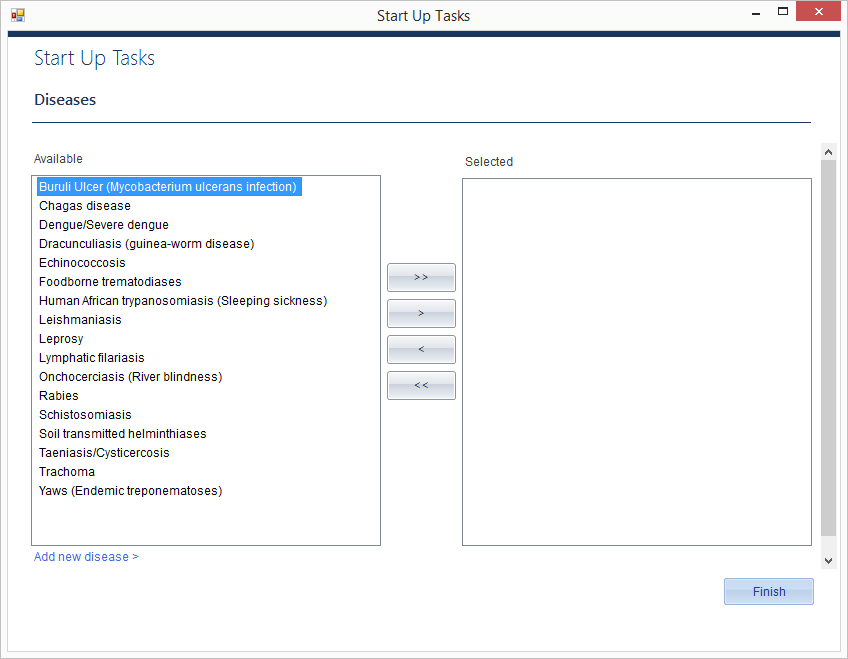 Start Up Tasks
Start Up Tasks
Diseases
Available
Selected
Buruli Ulcer (Mycobacterium ulcerans infection)
Chagas disease
Dengue/Severe dengue
Dracunculiasis (guinea-worm disease)
Echinococcosis
Foodborne trematodiases
Human African trypanosomiasis (Sleeping sickness)
Leishmaniasis
Leprosy
Lymphatic filariasis
Onchocerciasis (River blindness)
Rabies
Schistosomiasis
Soil transmitted helminthiases
Taeniasis/Cysticercosis
Trachoma
Yaws (Endemic treponematoses)
>>
>
<
<<
Add new disease >
Finish